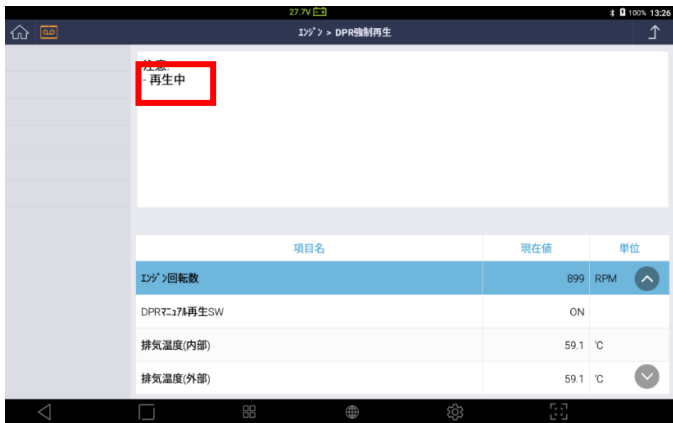 27.7V
100% 13:26
ｴﾝｼﾞﾝ > DPR強制再生
注意:
- 再生中
項目名 現在値 単位
ｴﾝｼﾞﾝ回転数 899 RPM
DPRﾏﾆｭｱﾙ再生SW ON
排気温度(内部) 59.1 ℃
排気温度(外部) 59.1 ℃